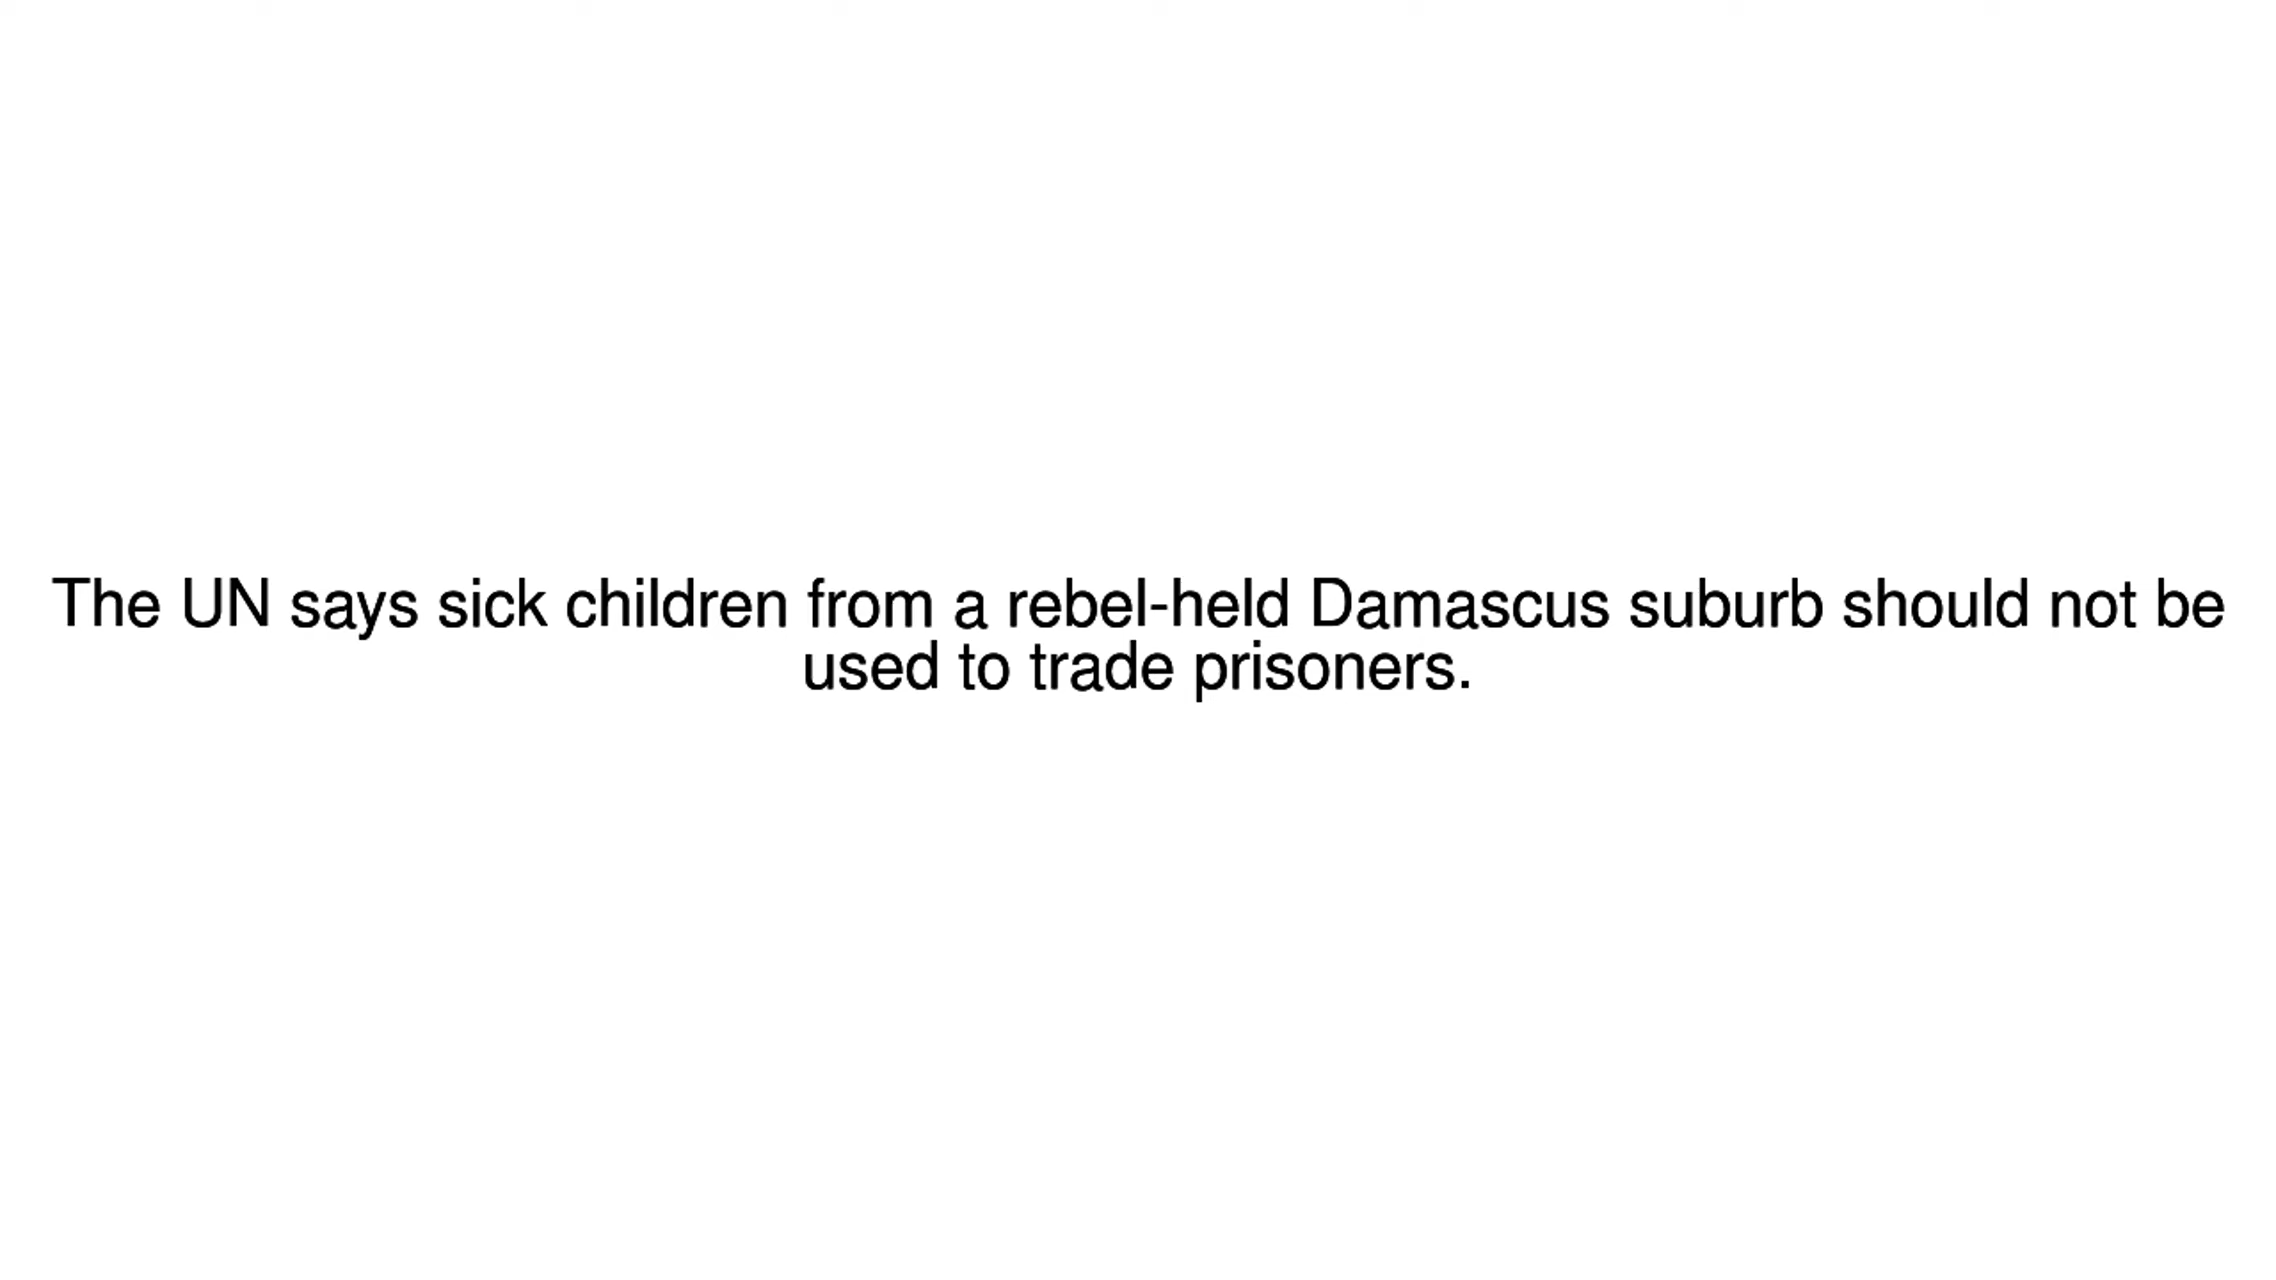 The UN says sick children from a rebel-held Damascus suburb should not be
used to trade prisoners.